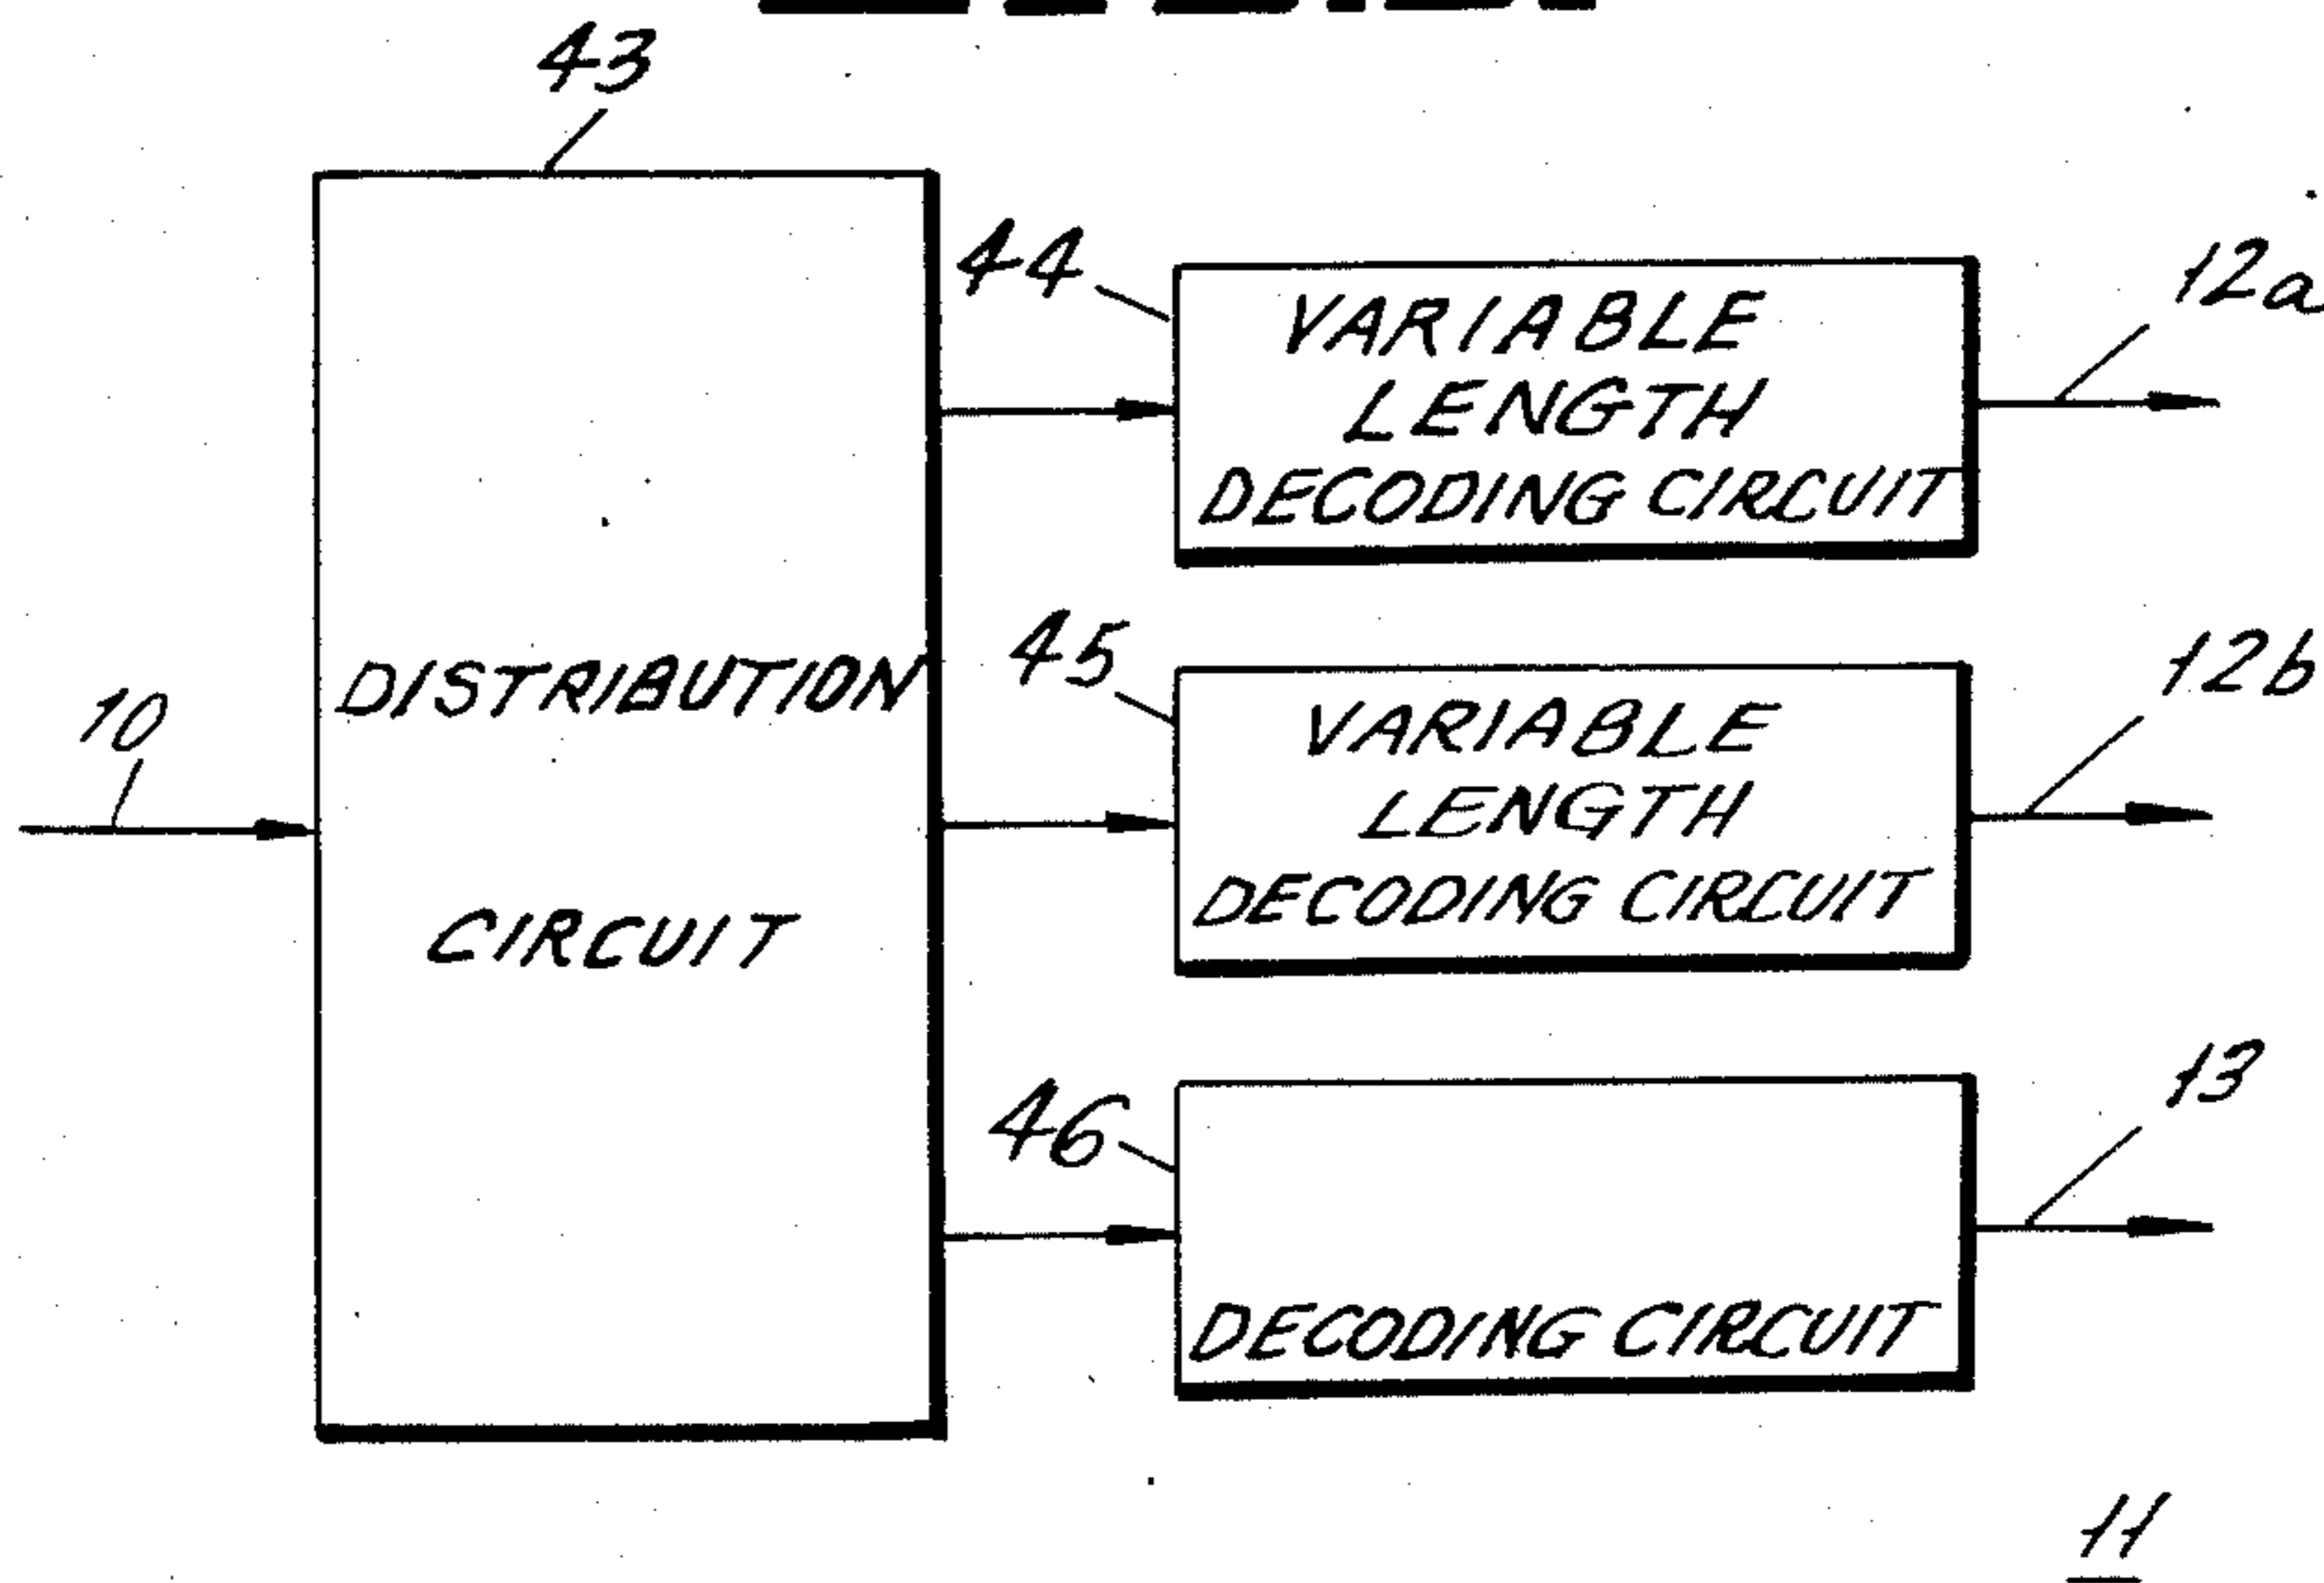 43
DISTRIBUTION
CIRCUIT
10
44
VARIABLE
LENGTH
DECODING CIRCUIT
12a
45
VARIABLE
LENGTH
DECODING CIRCUIT
12b
46
DECODING CIRCUIT
13
11